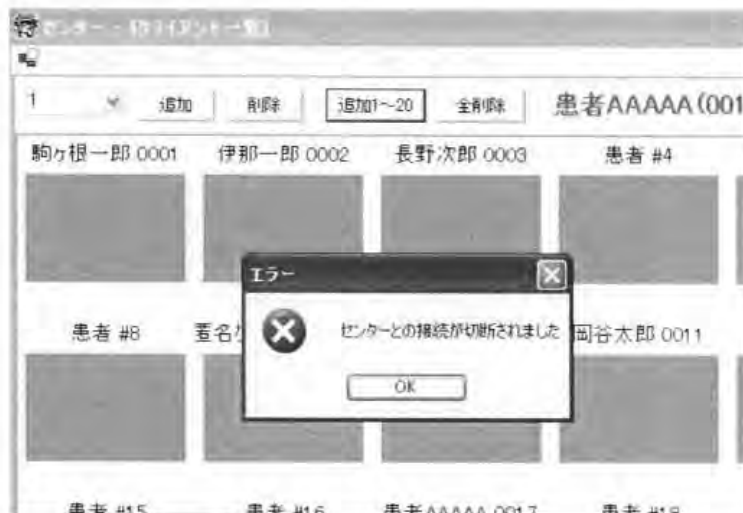 センター - [クライアント一覧]
1 追加 削除 追加1～20 全削除 患者AAAAA(001
駒ヶ根一郎 0001 伊那一郎 0002 長野次郎 0003 患者 #4
エラー
センターとの接続が切断されました
OK
患者 #8 匿名 岡谷太郎 0011
患者 #15 患者 #16 患者AAAAA 0017 患者 #18